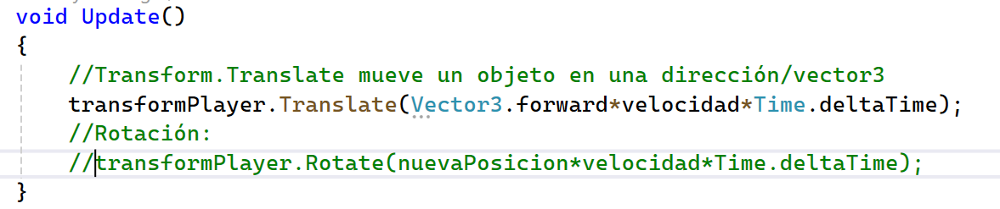 void Update()
{
//Transform.Translate mueve un objeto en una dirección/vector3
transformPlayer.Translate(Vector3.forward*velocidad*Time.deltaTime);
//Rotación:
//transformPlayer.Rotate(nuevaPosicion*velocidad*Time.deltaTime);
}